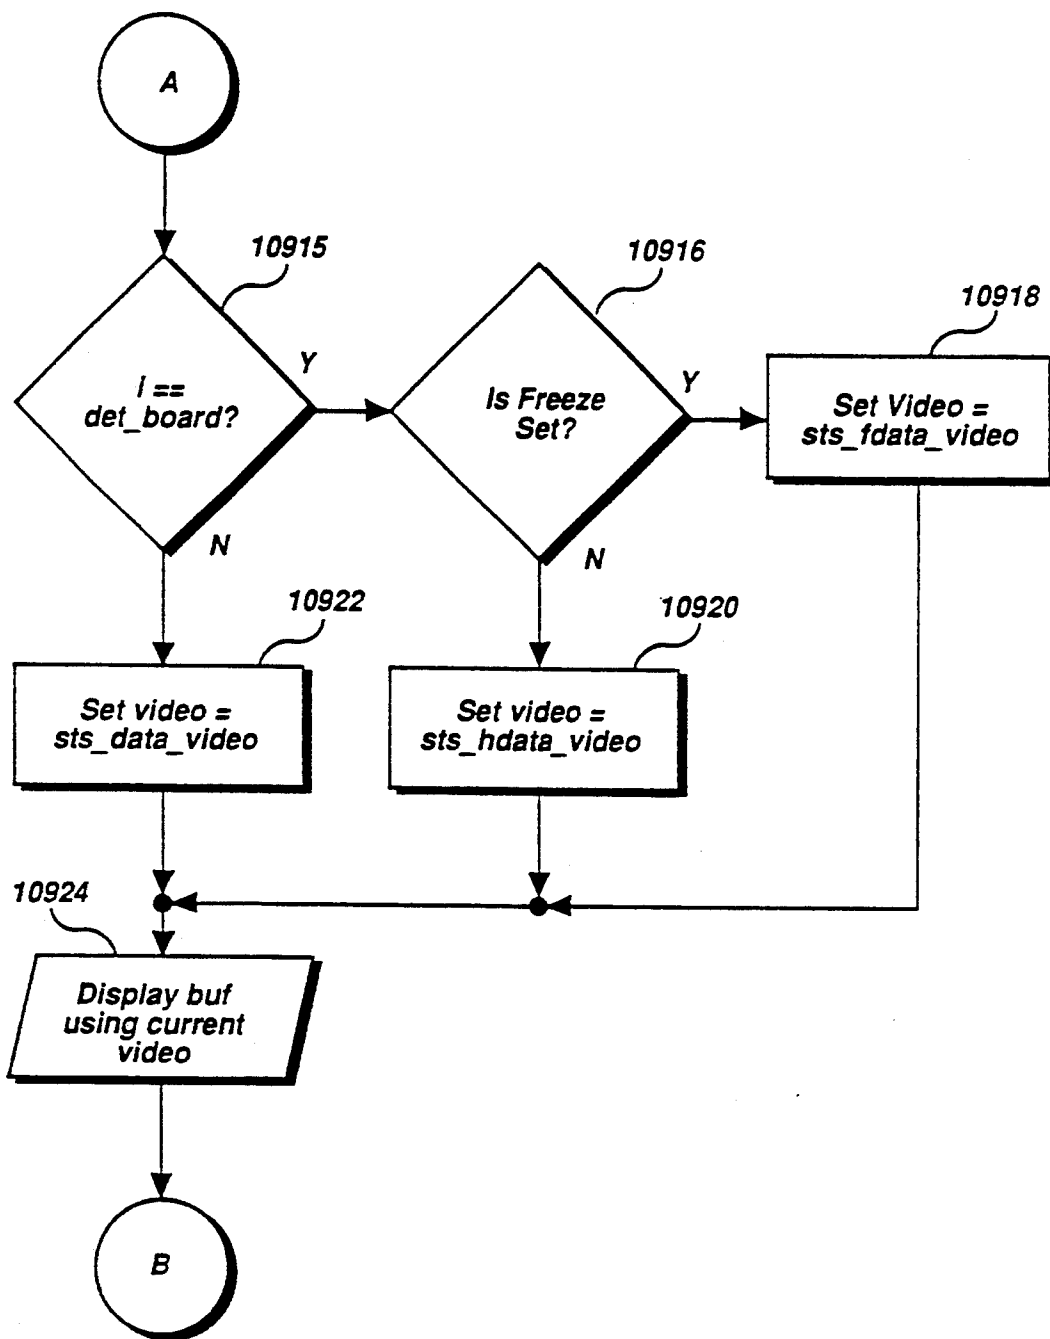 A
10915
10916
10918
I ==
det_board?
Y
Is Freeze
Set?
Y
Set Video =
sts_fdata_video
N
N
10922
10920
Set video =
sts_data_video
Set video =
sts_hdata_video
10924
Display buf
using current
video
B